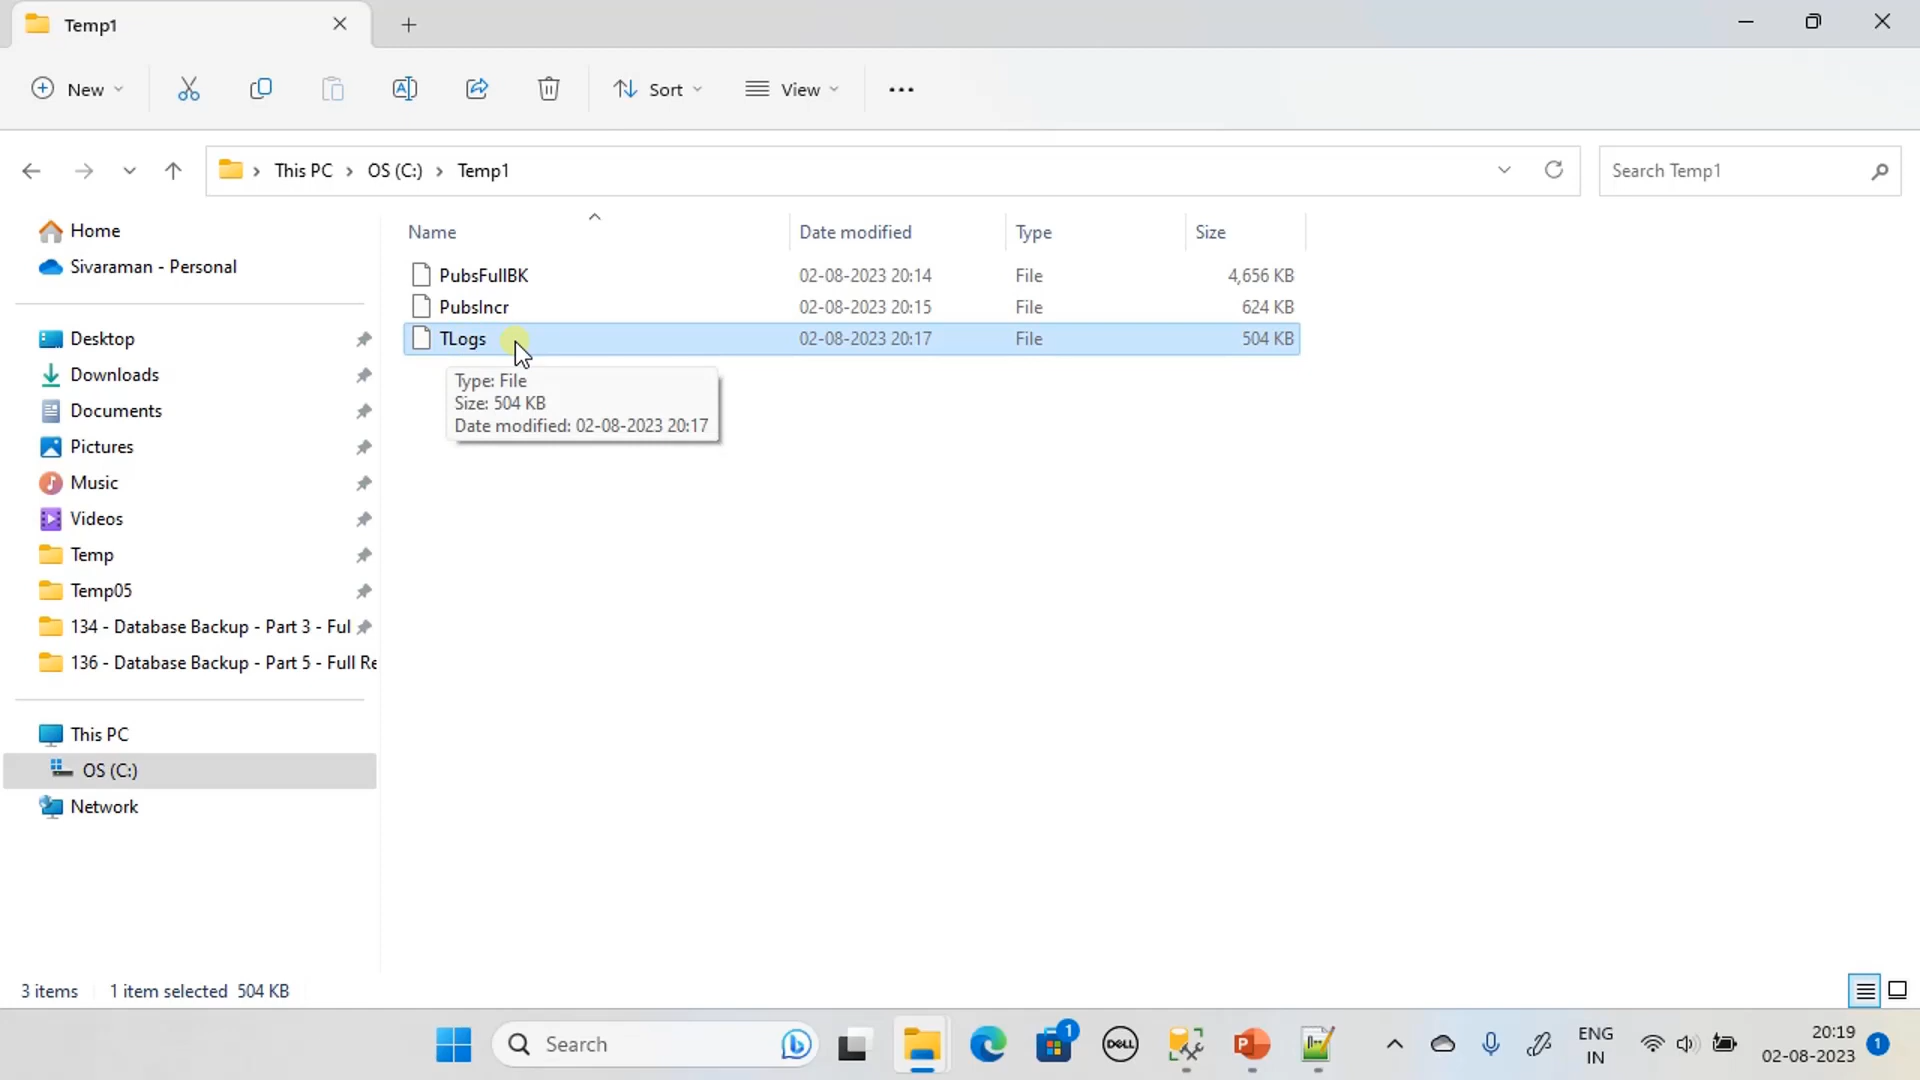 Temp1
New
Sort
View
This PC
OS (C:)
Temp1
Search Temp1
Home
Sivaraman - Personal
Desktop
Downloads
Documents
Pictures
Music
Videos
Temp
Temp05
134 - Database Backup - Part 3 - Ful
136 - Database Backup - Part 5 - Full Re
This PC
OS (C:)
Network
Name Date modified Type Size
PubsFullBK 02-08-2023 20:14 File 4,656 KB
PubsIncr 02-08-2023 20:15 File 624 KB
TLogs 02-08-2023 20:17 File 504 KB
Type: File
Size: 504 KB
Date modified: 02-08-2023 20:17
3 items 1 item selected 504 KB
Search
1
DELL
P
ENG
IN
20:19
02-08-2023
1